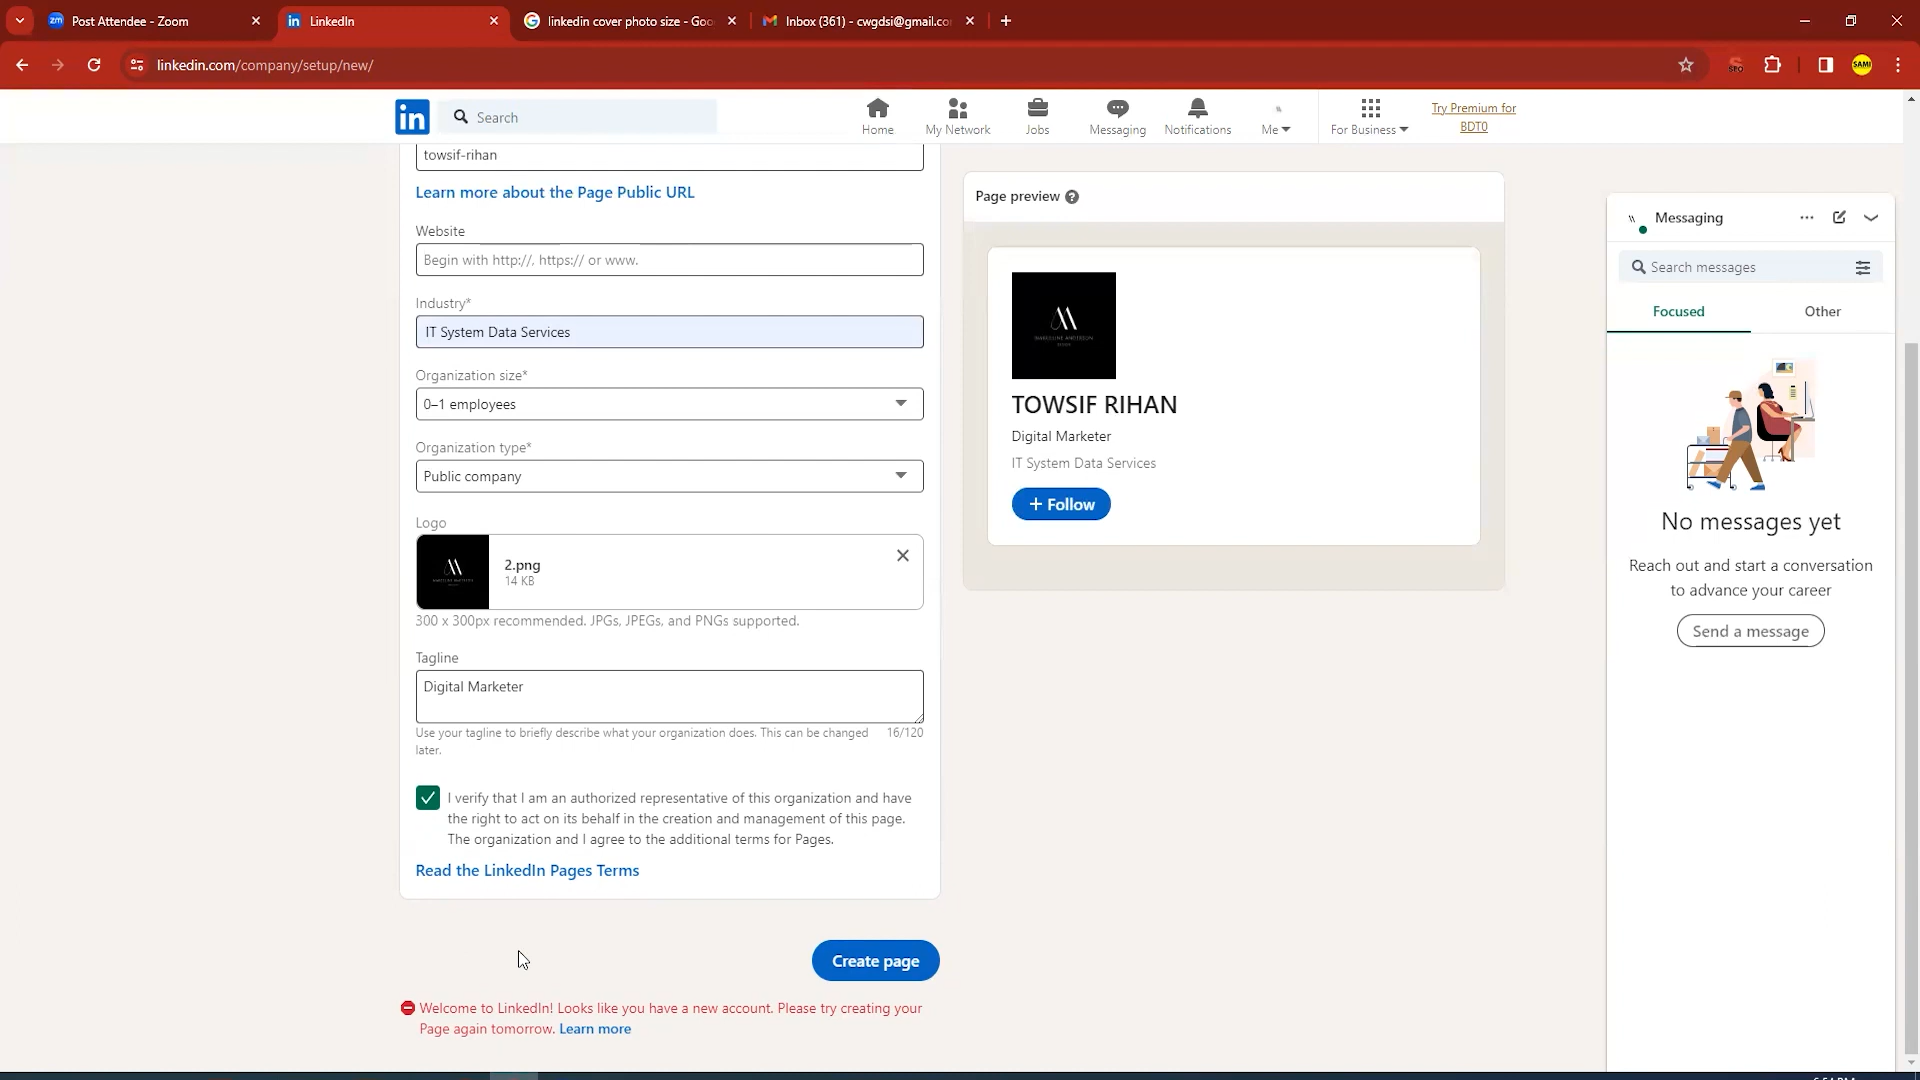 Post Attendee - Zoom
LinkedIn
linkedin cover photo size - Goo
Inbox (361) - cwgdsi@gmail.co
linkedin.com/company/setup/new/
SAMI
in
Search
Home
My Network
Jobs
Messaging
Notifications
Me
For Business
Try Premium for
BDT0
towsif-rihan
Learn more about the Page Public URL
Website
Begin with http://, https:// or www.
Industry*
IT System Data Services
Organization size*
0–1 employees
Organization type*
Public company
Logo
2.png
14 KB
300 x 300px recommended. JPGs, JPEGs, and PNGs supported.
Tagline
Digital Marketer
Use your tagline to briefly describe what your organization does. This can be changed
later.
16/120
I verify that I am an authorized representative of this organization and have
the right to act on its behalf in the creation and management of this page.
The organization and I agree to the additional terms for Pages.
Read the LinkedIn Pages Terms
Create page
Welcome to LinkedIn! Looks like you have a new account. Please try creating your
Page again tomorrow. Learn more
Page preview
TOWSIF RIHAN
Digital Marketer
IT System Data Services
+ Follow
Messaging
Search messages
Focused
Other
No messages yet
Reach out and start a conversation
to advance your career
Send a message